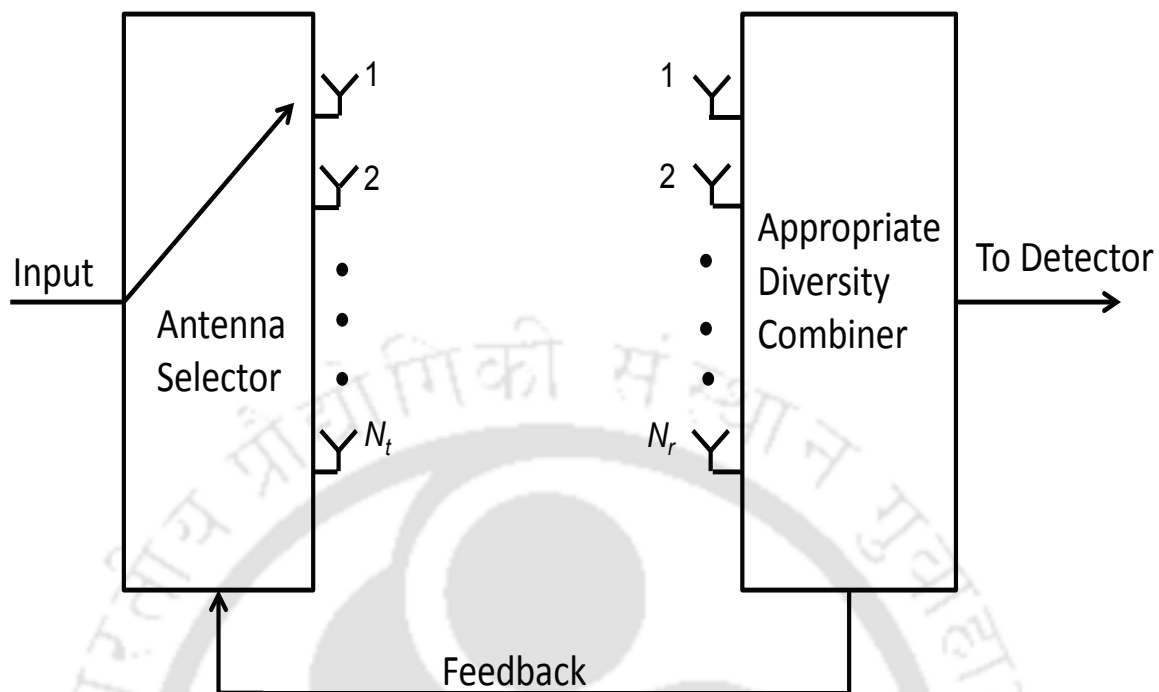 1
2
Input
Antenna
Selector
N_t
1
2
Appropriate
Diversity
Combiner
To Detector
N_r
Feedback